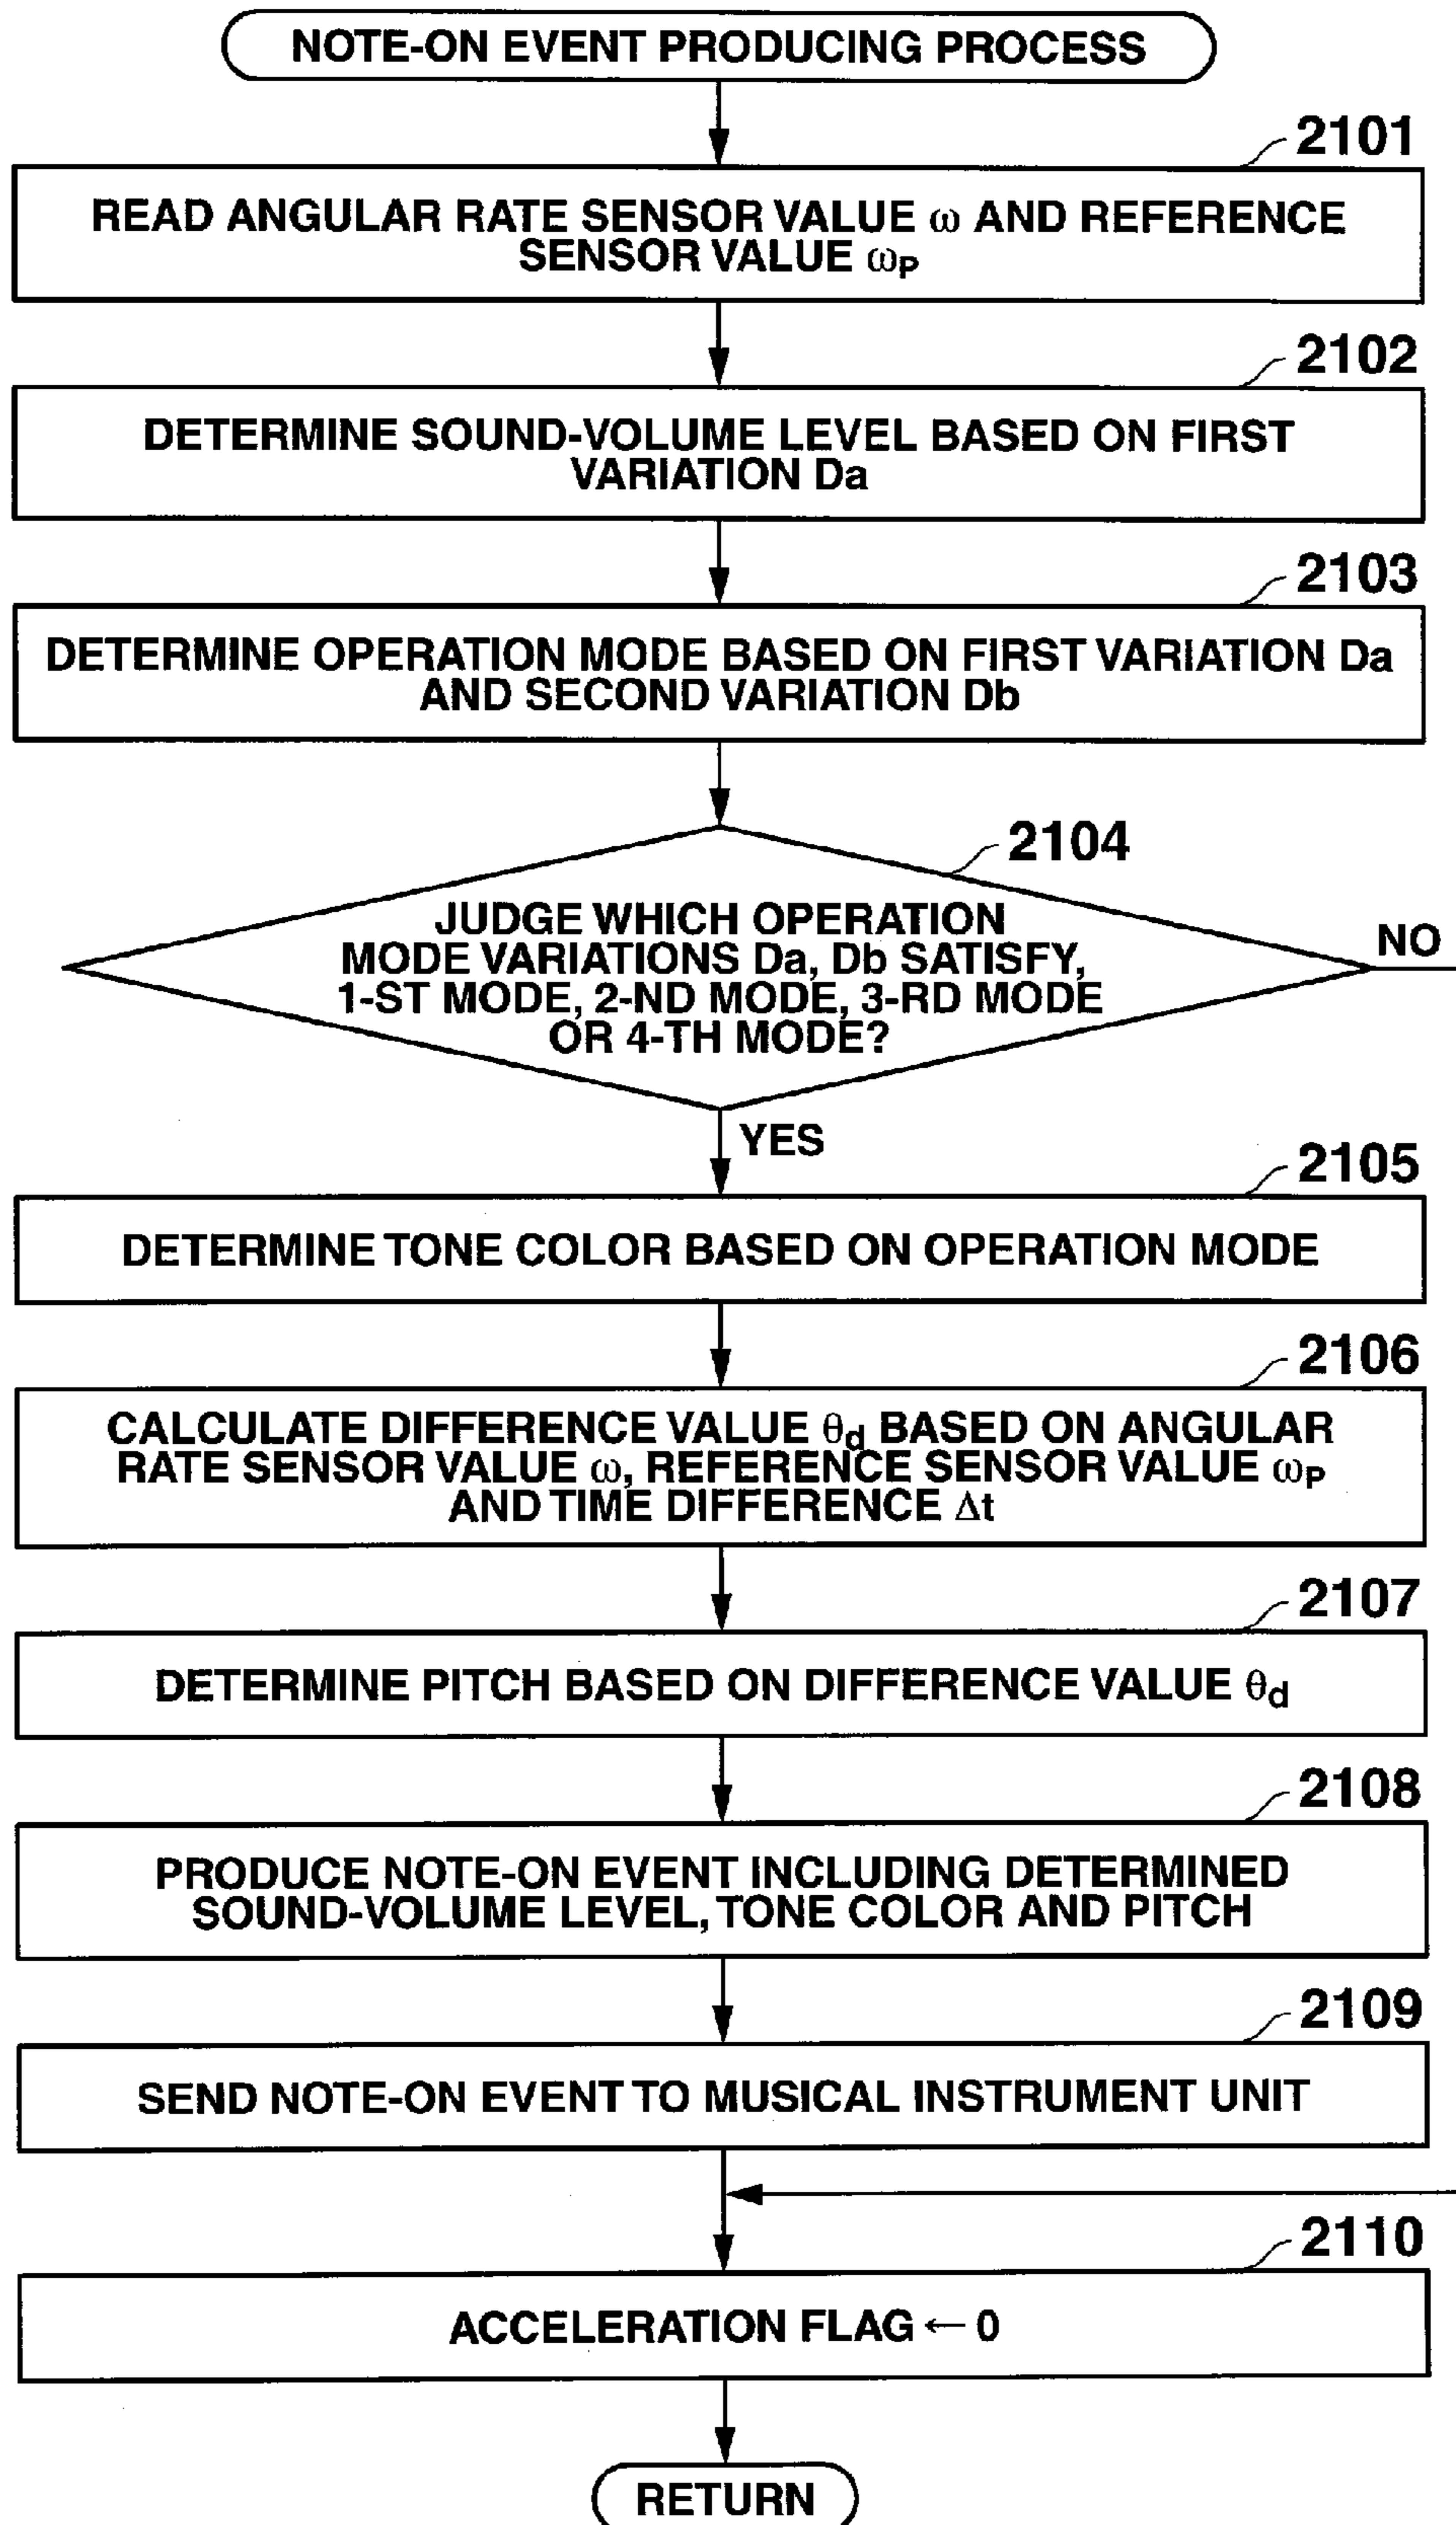 NOTE-ON EVENT PRODUCING PROCESS
2101
READ ANGULAR RATE SENSOR VALUE ω AND REFERENCE
SENSOR VALUE ωP
2102
DETERMINE SOUND-VOLUME LEVEL BASED ON FIRST
VARIATION Da
2103
DETERMINE OPERATION MODE BASED ON FIRST VARIATION Da
AND SECOND VARIATION Db
2104
JUDGE WHICH OPERATION
MODE VARIATIONS Da, Db SATISFY,
1-ST MODE, 2-ND MODE, 3-RD MODE
OR 4-TH MODE?
NO
YES
2105
DETERMINE TONE COLOR BASED ON OPERATION MODE
2106
CALCULATE DIFFERENCE VALUE θd BASED ON ANGULAR
RATE SENSOR VALUE ω, REFERENCE SENSOR VALUE ωP
AND TIME DIFFERENCE Δt
2107
DETERMINE PITCH BASED ON DIFFERENCE VALUE θd
2108
PRODUCE NOTE-ON EVENT INCLUDING DETERMINED
SOUND-VOLUME LEVEL, TONE COLOR AND PITCH
2109
SEND NOTE-ON EVENT TO MUSICAL INSTRUMENT UNIT
2110
ACCELERATION FLAG ← 0
RETURN